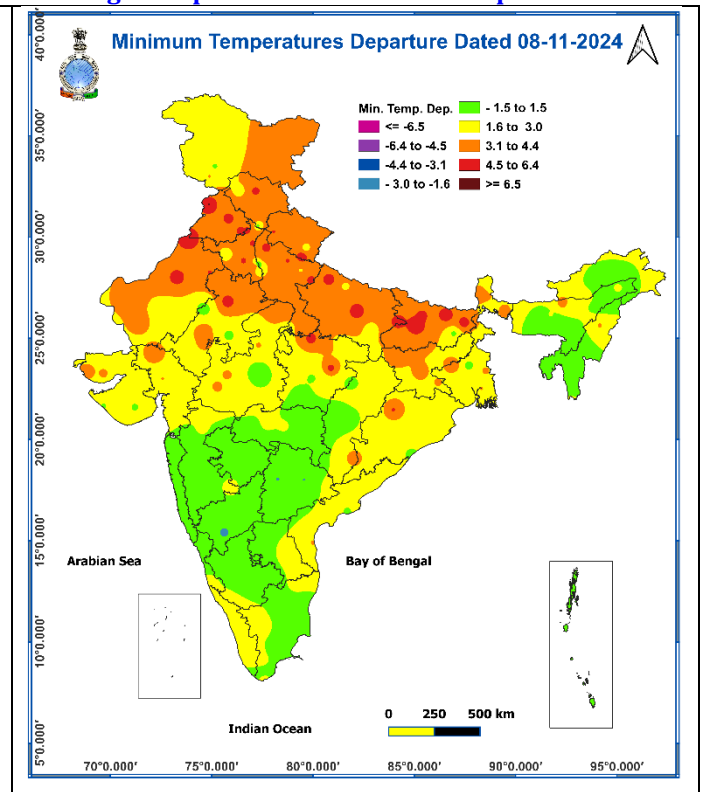 Minimum Temperatures Departure Dated 08-11-2024
Min. Temp. Dep.
<= -6.5
-6.4 to -4.5
-4.4 to -3.1
- 3.0 to -1.6
- 1.5 to 1.5
1.6 to 3.0
3.1 to 4.4
4.5 to 6.4
>= 6.5
40°0.000'
35°0.000'
30°0.000'
25°0.000'
20°0.000'
15°0.000'
10°0.000'
5°0.000'
Arabian Sea
Bay of Bengal
Indian Ocean
0 250 500 km
70°0.000' 75°0.000' 80°0.000' 85°0.000' 90°0.000' 95°0.000'